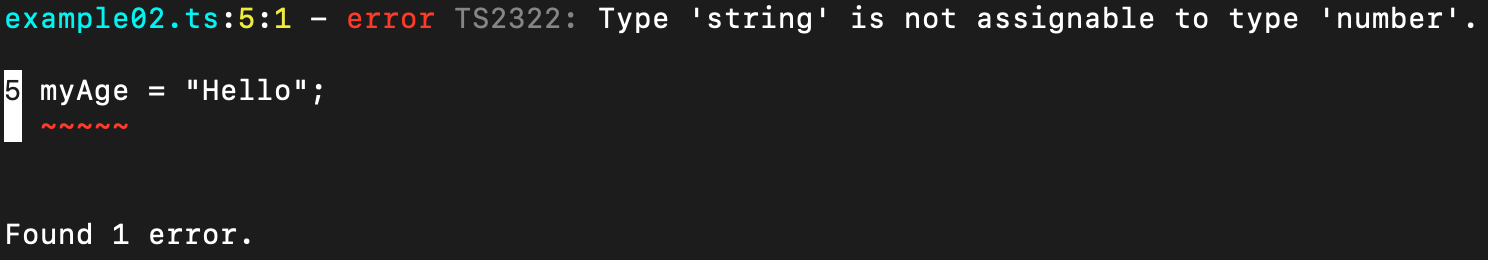 example02.ts:5:1 - error TS2322: Type 'string' is not assignable to type 'number'.
5 myAge = "Hello";
~~~~~
Found 1 error.